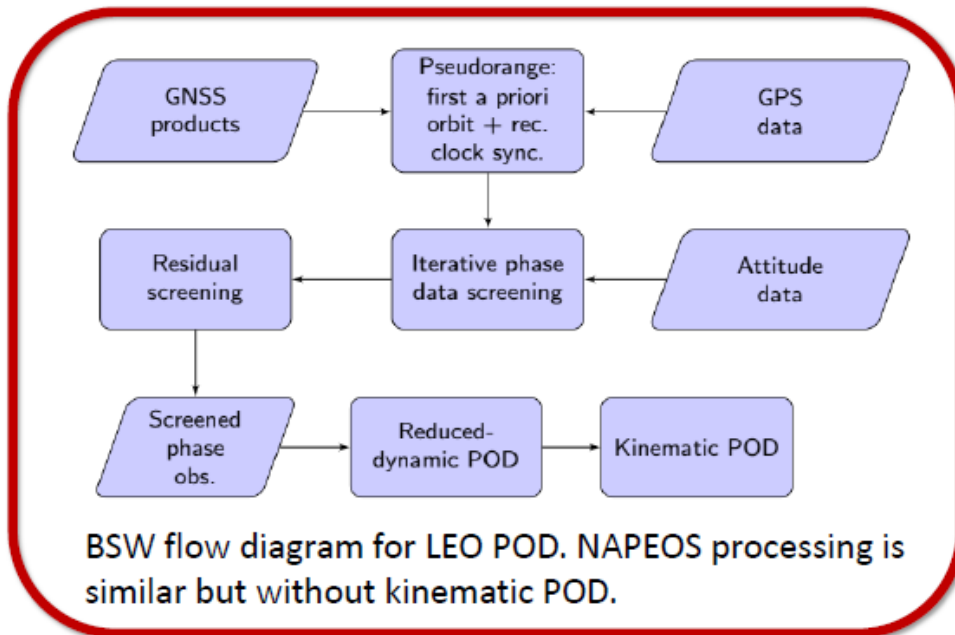 GNSS
products
Pseudorange:
first a priori
orbit + rec.
clock sync.
GPS
data
Residual
screening
Iterative phase
data screening
Attitude
data
Screened
phase
obs.
Reduced-
dynamic POD
Kinematic POD
BSW flow diagram for LEO POD. NAPEOS processing is
similar but without kinematic POD.